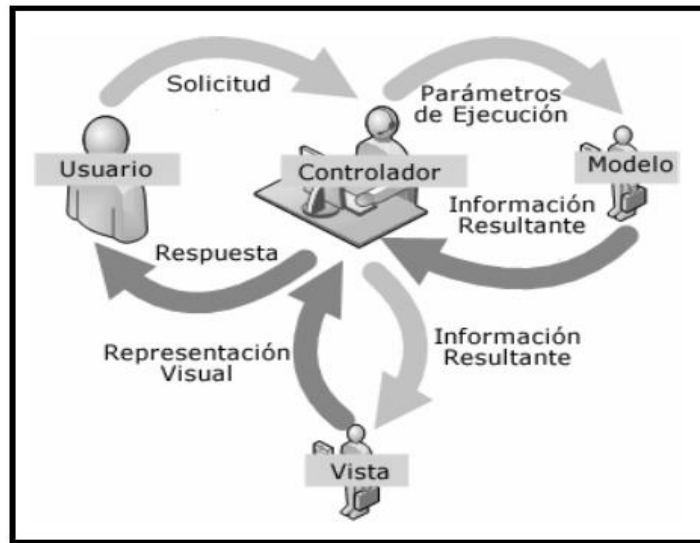 Solicitud
Parámetros
de Ejecución
Usuario
Controlador
Modelo
Información
Resultante
Respuesta
Representación
Visual
Información
Resultante
Vista